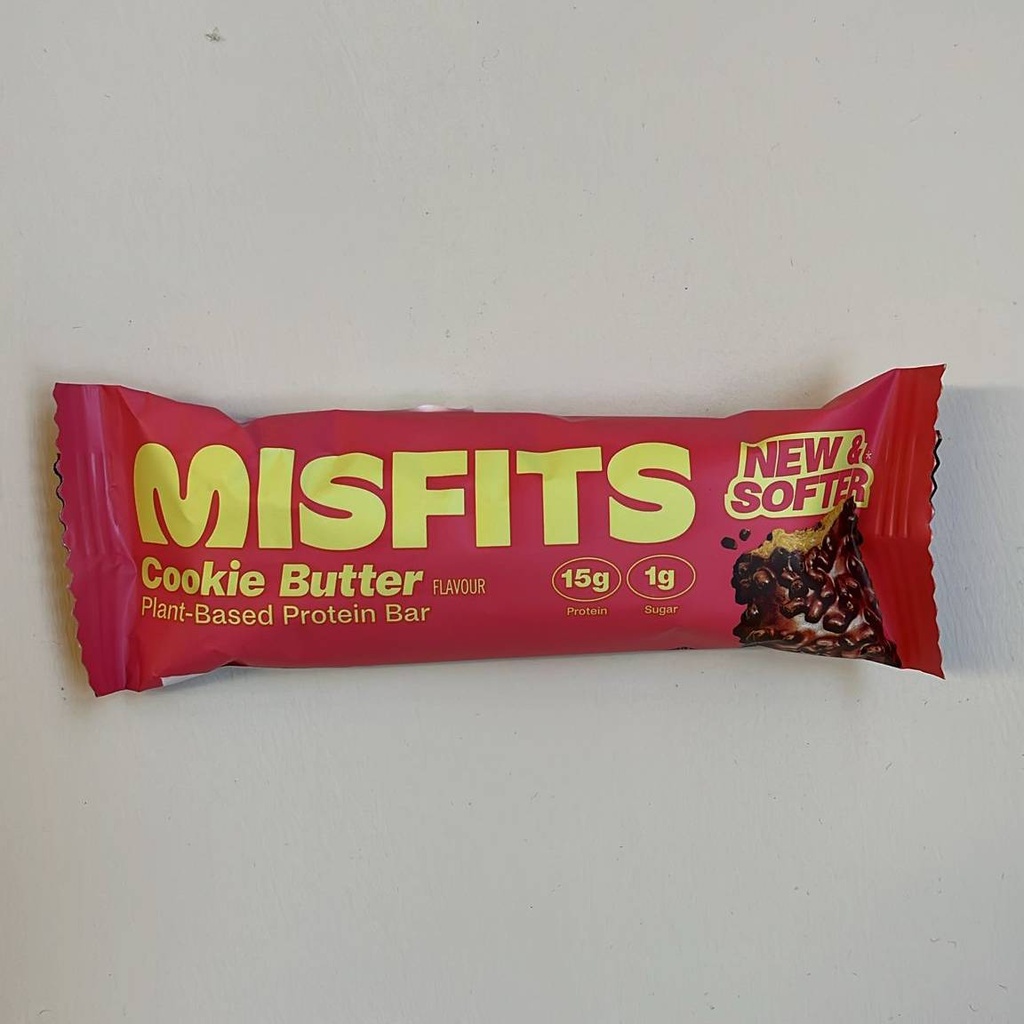 MISFITS
Cookie Butter FLAVOUR
Plant-Based Protein Bar
15g
Protein
1g
Sugar
NEW &
SOFTER